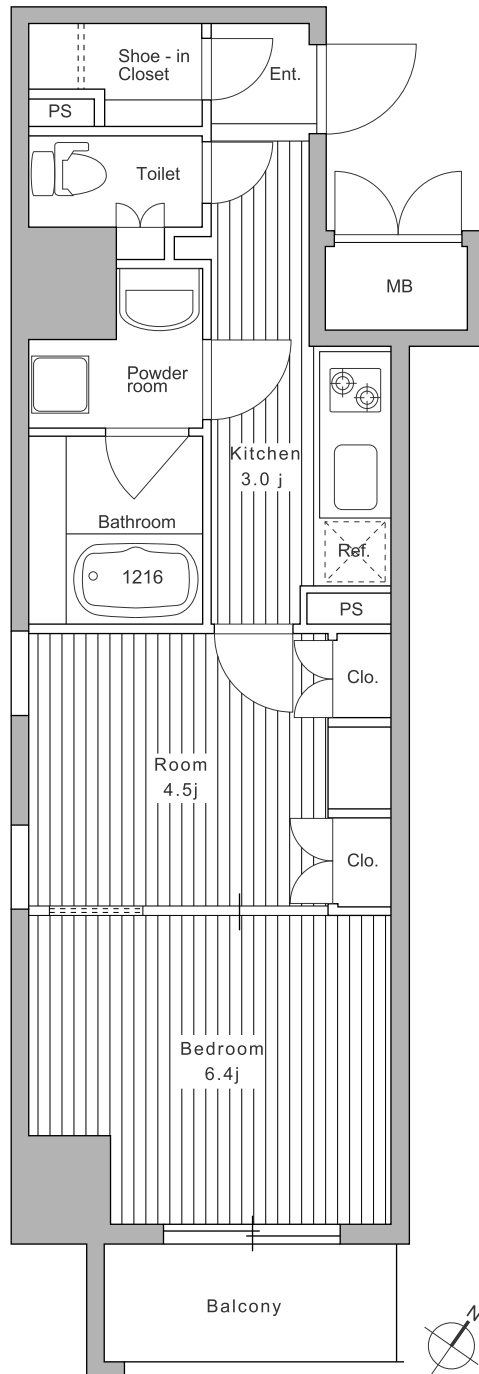 Shoe - in
Closet
Ent.
PS
Toilet
MB
Powder
room
Kitchen
3.0 j
Bathroom
Ref.
1216
PS
Clo.
Room
4.5j
Clo.
Bedroom
6.4j
Balcony
N